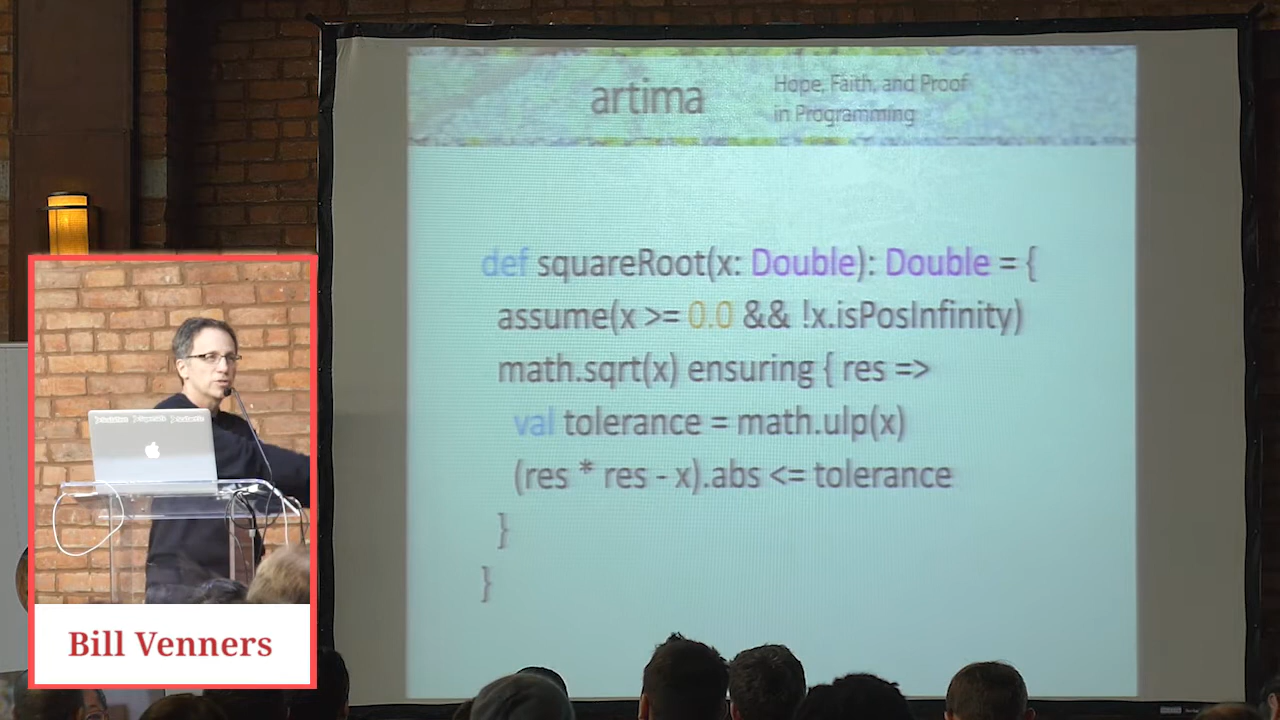 artima
Hope, Faith, and Proof
in Programming
def squareRoot(x: Double): Double = {
assume(x >= 0.0 && !x.isPosInfinity)
math.sqrt(x) ensuring { res =>
val tolerance = math.ulp(x)
(res * res - x).abs <= tolerance
}
}
Bill Venners